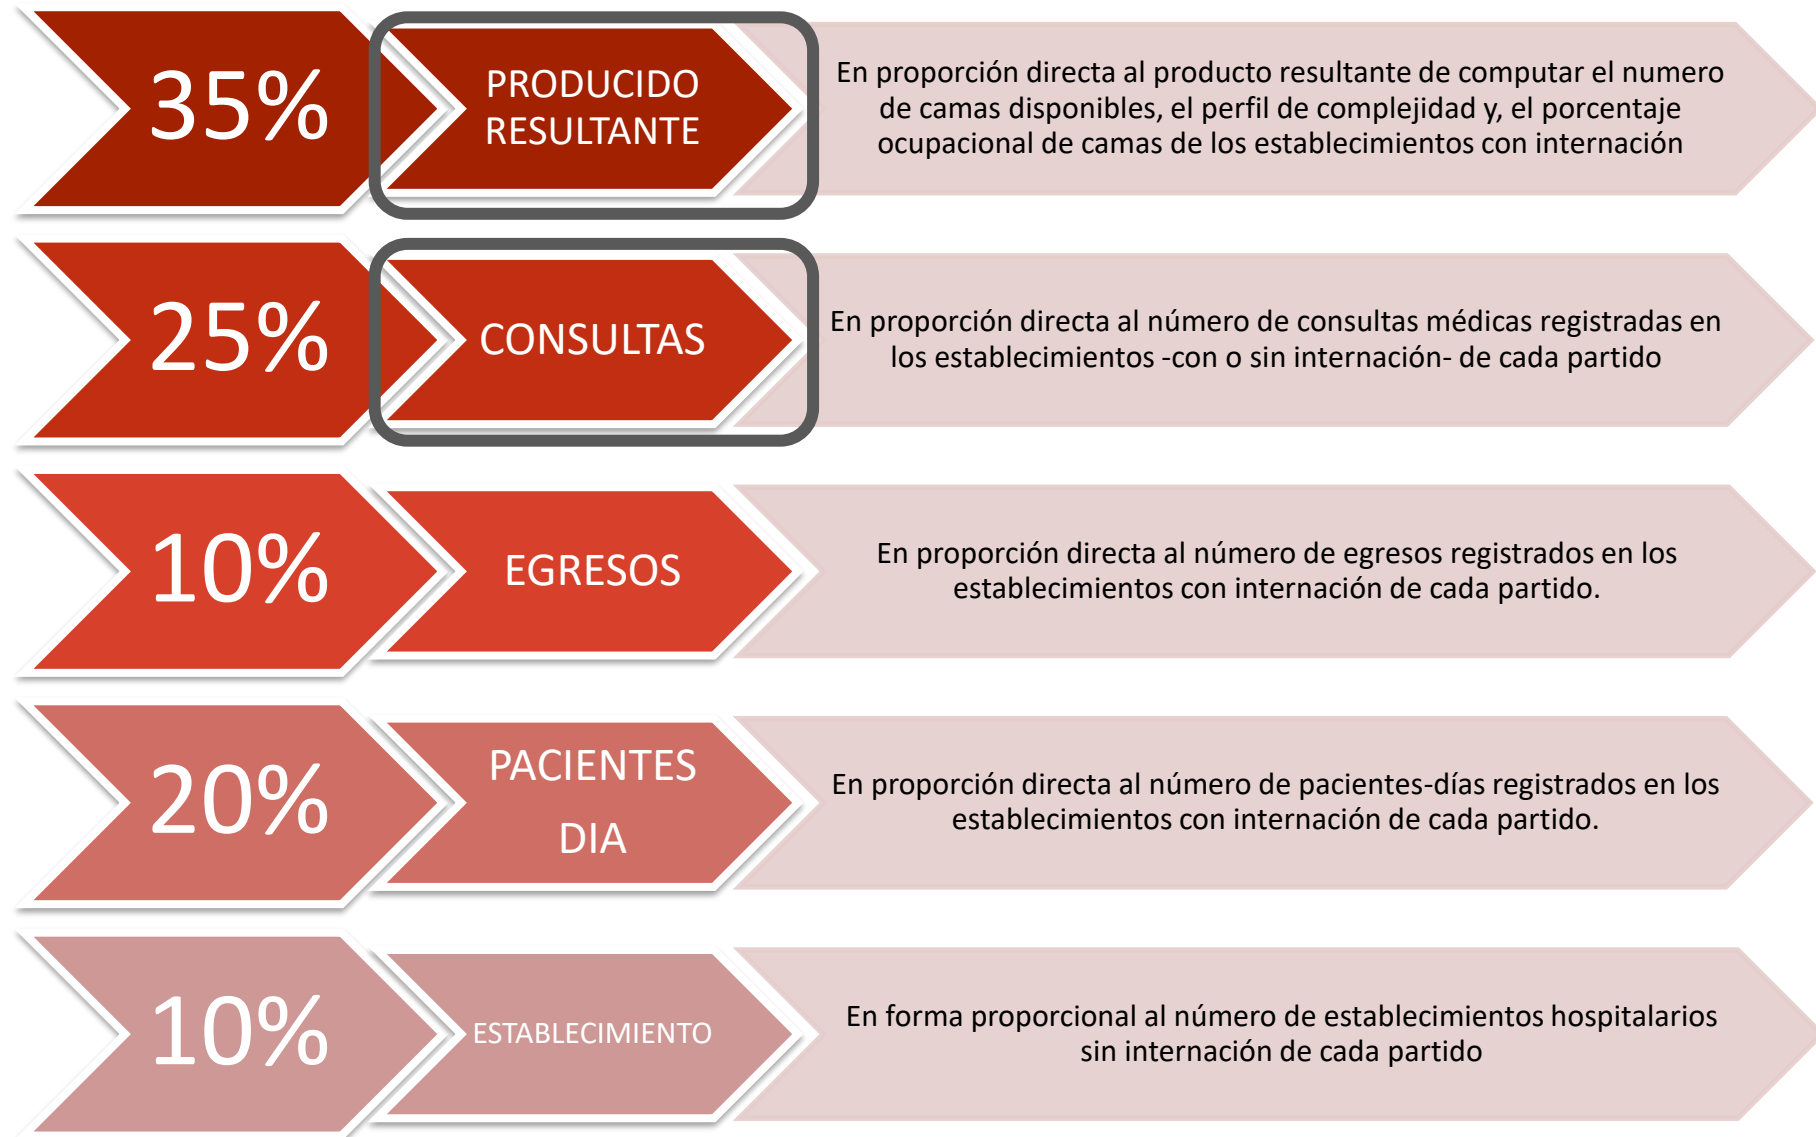 35%
PRODUCIDO
RESULTANTE
En proporción directa al producto resultante de computar el numero
de camas disponibles, el perfil de complejidad y, el porcentaje
ocupacional de camas de los establecimientos con internación
25%
CONSULTAS
En proporción directa al número de consultas médicas registradas en
los establecimientos -con o sin internación- de cada partido
10%
EGRESOS
En proporción directa al número de egresos registrados en los
establecimientos con internación de cada partido.
20%
PACIENTES
DIA
En proporción directa al número de pacientes-días registrados en los
establecimientos con internación de cada partido.
10%
ESTABLECIMIENTO
En forma proporcional al número de establecimientos hospitalarios
sin internación de cada partido